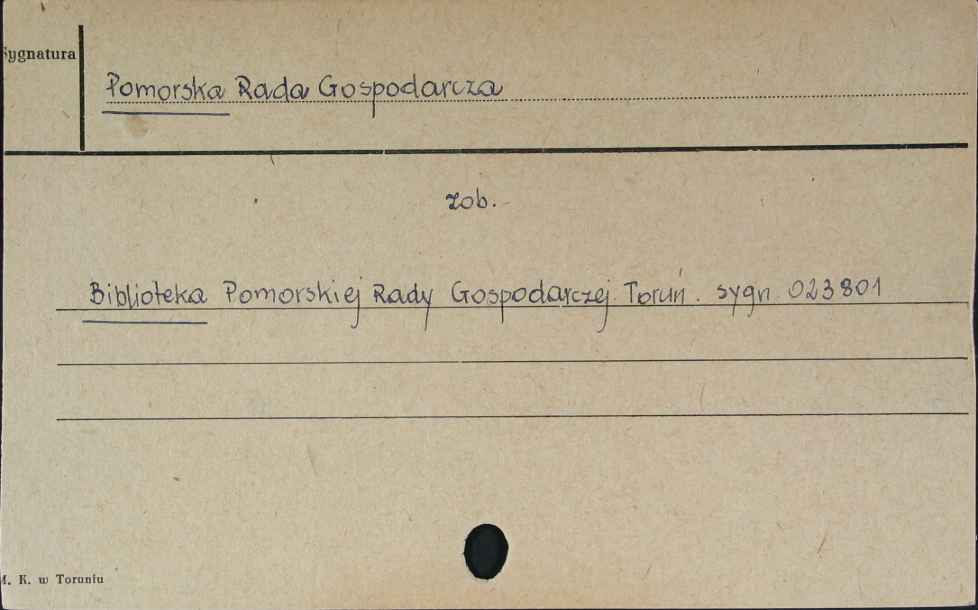 Sygnatura
Pomorska Rada Gospodarcza
zob.
Biblioteka Pomorskiej Rady Gospodarczej. Toruń. sygn. 023801
M. K. w Toruniu